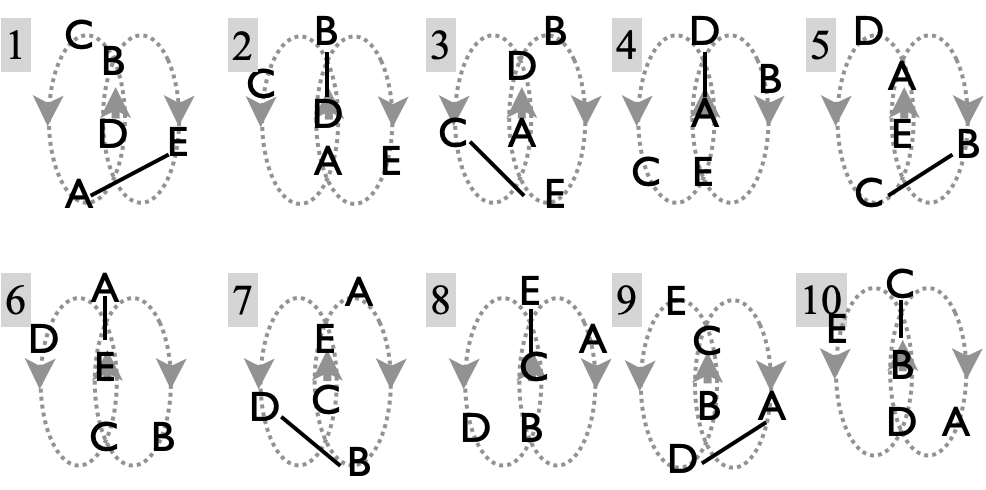 1 C B D E A
2 B C D A E
3 B D C A E
4 D B A C E
5 D A E B C
6 A D E C B
7 A E D C B
8 E A C D B
9 E C B A D
10 C E B D A